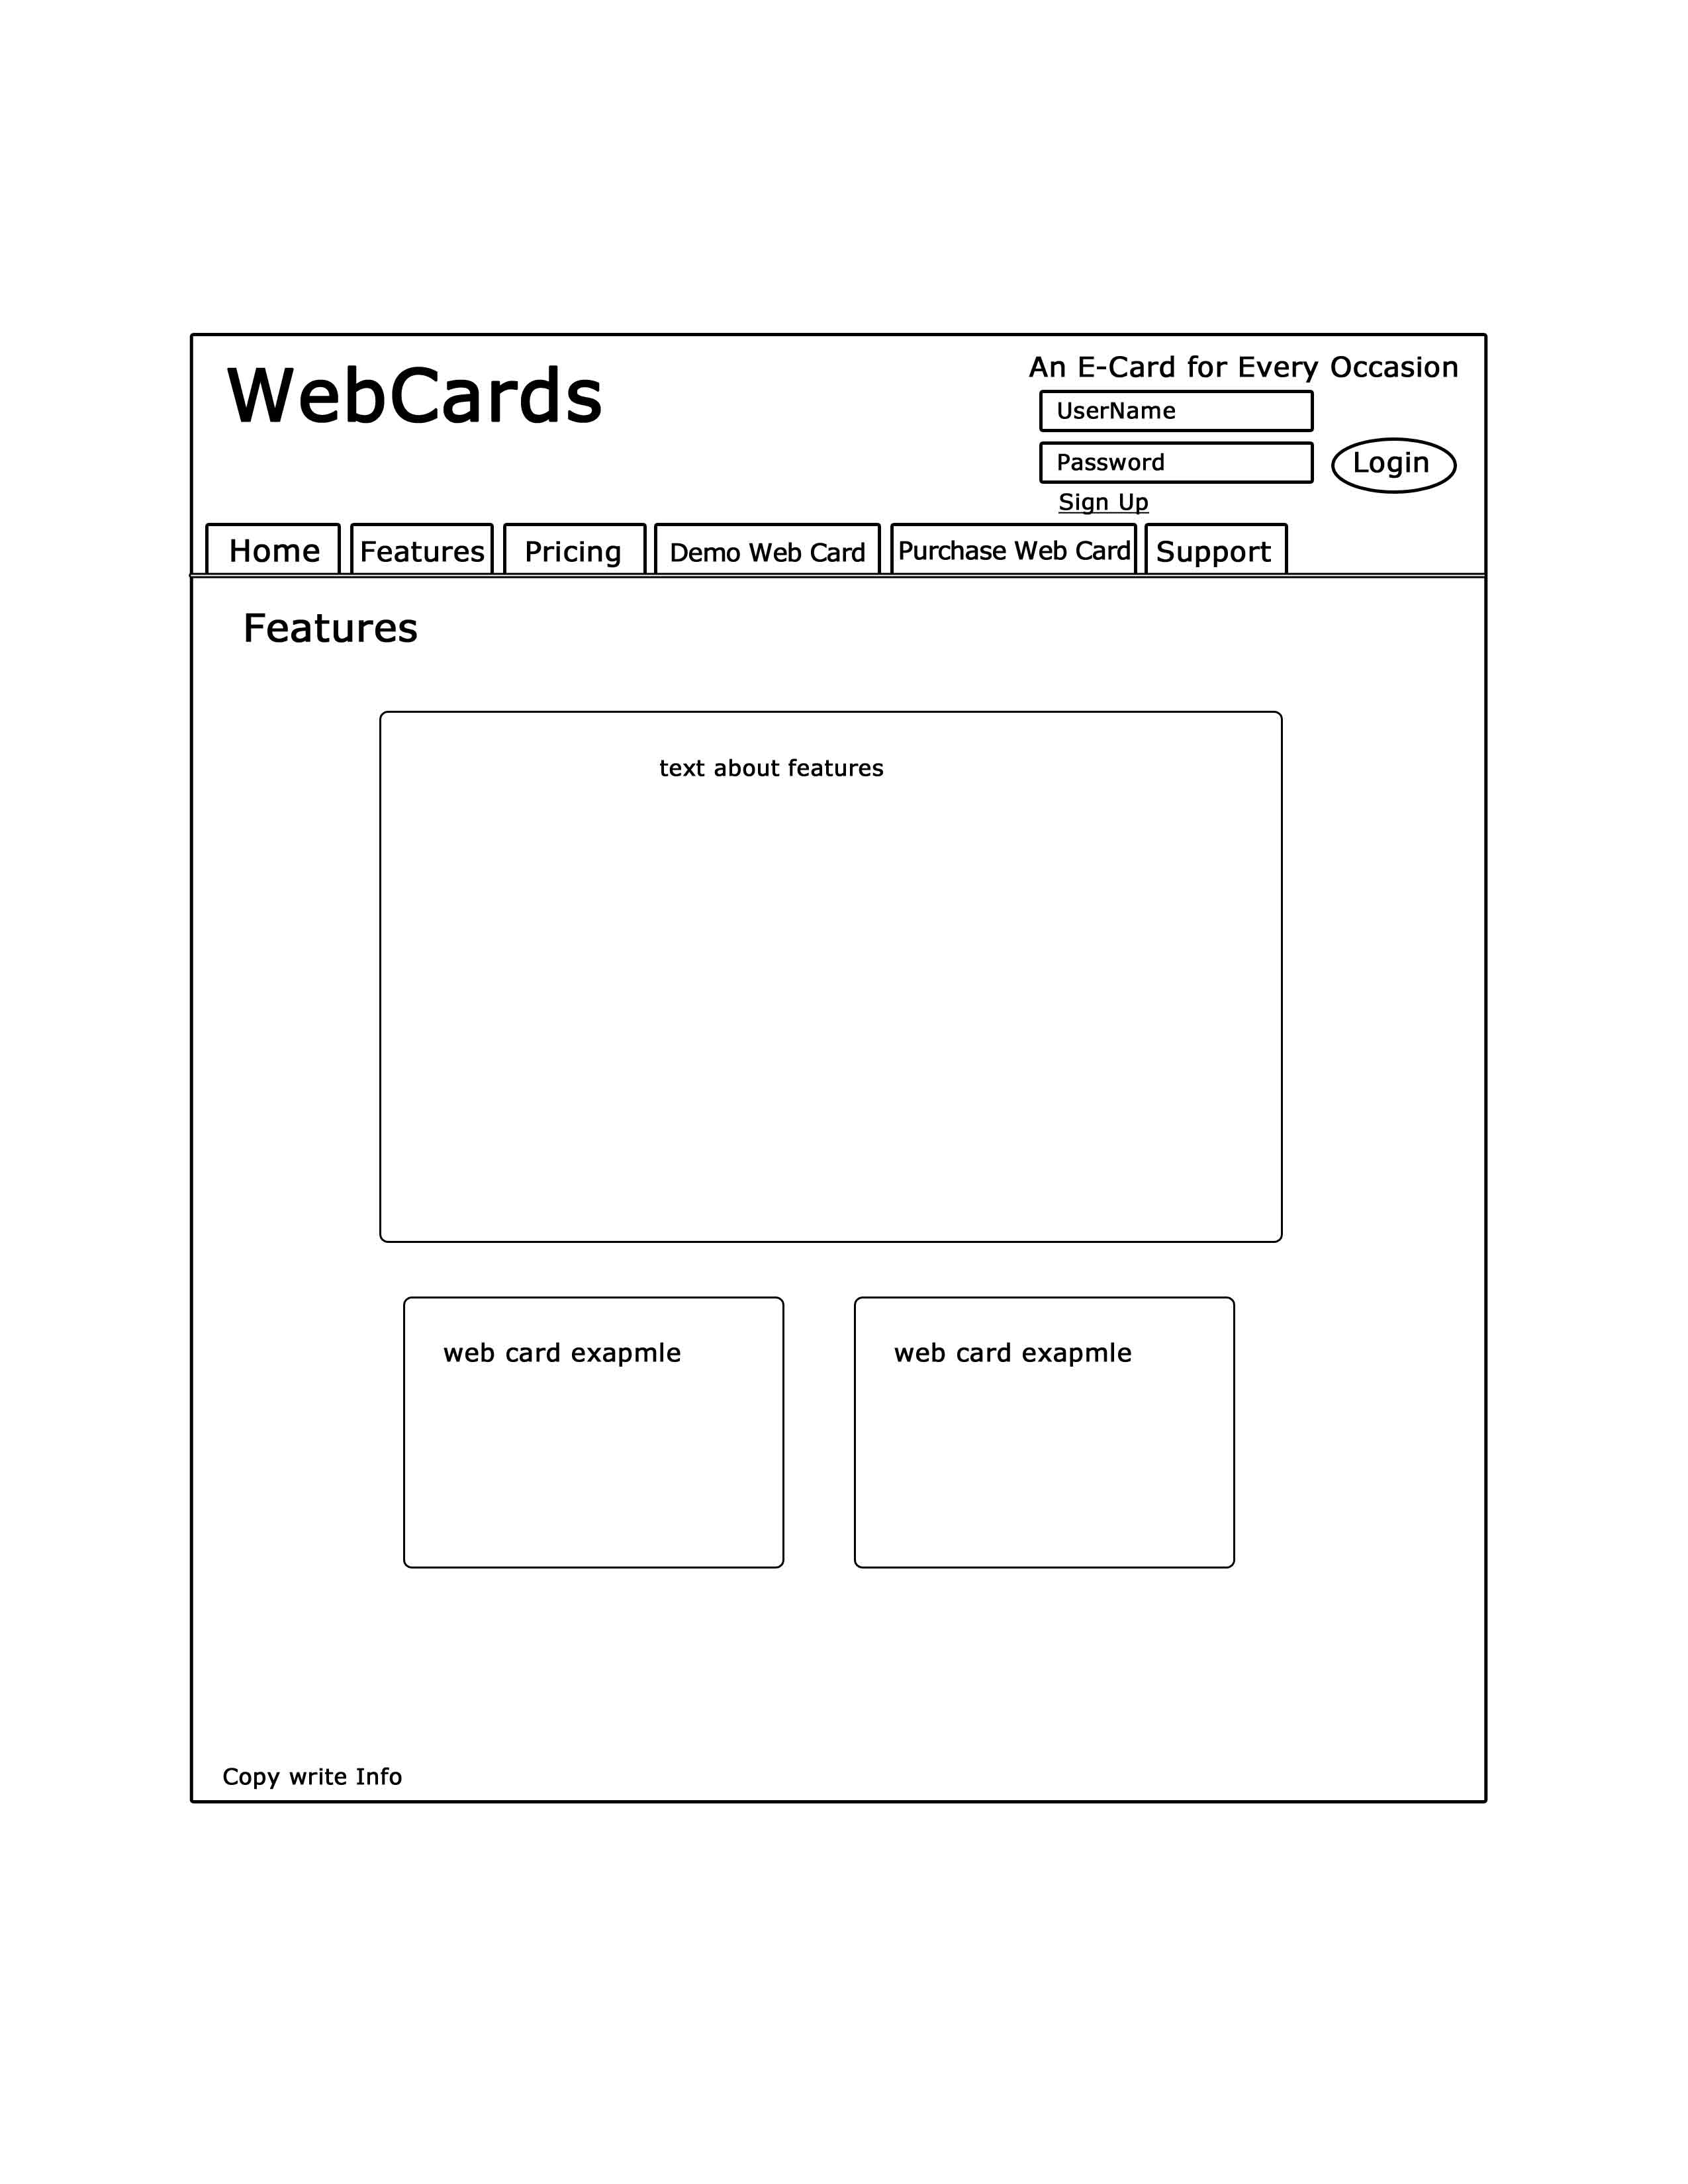 WebCards
An E-Card for Every Occasion
UserName
Password
Login
Sign Up
Home
Features
Pricing
Demo Web Card
Purchase Web Card
Support
Features
text about features
web card exapmle
web card exapmle
Copy write Info